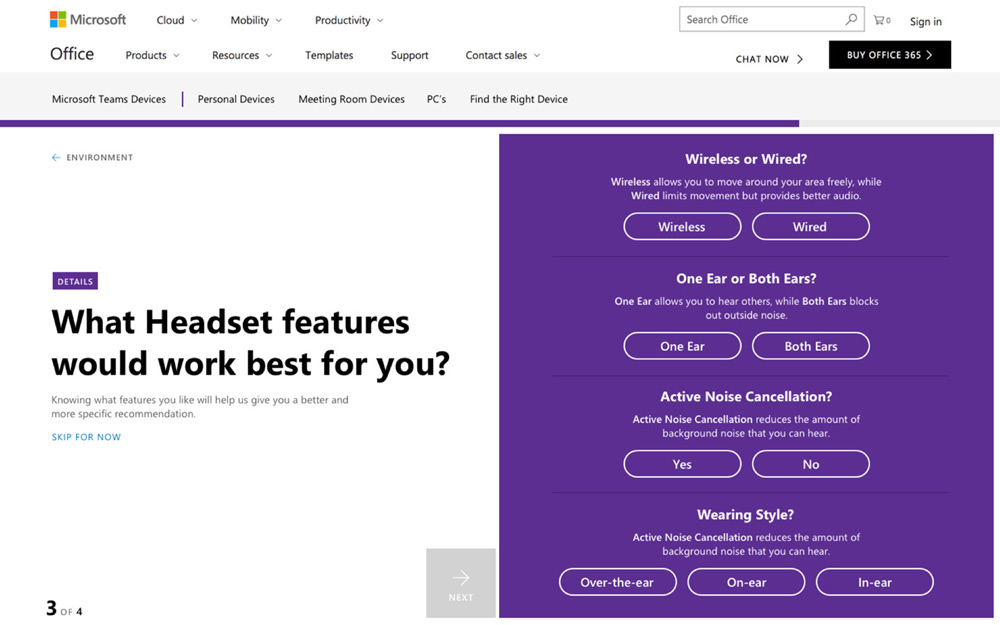 Microsoft Cloud Mobility Productivity Search Office 0 Sign in
Office Products Resources Templates Support Contact sales CHAT NOW BUY OFFICE 365
Microsoft Teams Devices Personal Devices Meeting Room Devices PC's Find the Right Device
ENVIRONMENT
DETAILS
What Headset features
would work best for you?
Knowing what features you like will help us give you a better and
more specific recommendation.
SKIP FOR NOW
NEXT
3 OF 4
Wireless or Wired?
Wireless allows you to move around your area freely, while
Wired limits movement but provides better audio.
Wireless Wired
One Ear or Both Ears?
One Ear allows you to hear others, while Both Ears blocks
out outside noise.
One Ear Both Ears
Active Noise Cancellation?
Active Noise Cancellation reduces the amount of
background noise that you can hear.
Yes No
Wearing Style?
Active Noise Cancellation reduces the amount of
background noise that you can hear.
Over-the-ear On-ear In-ear